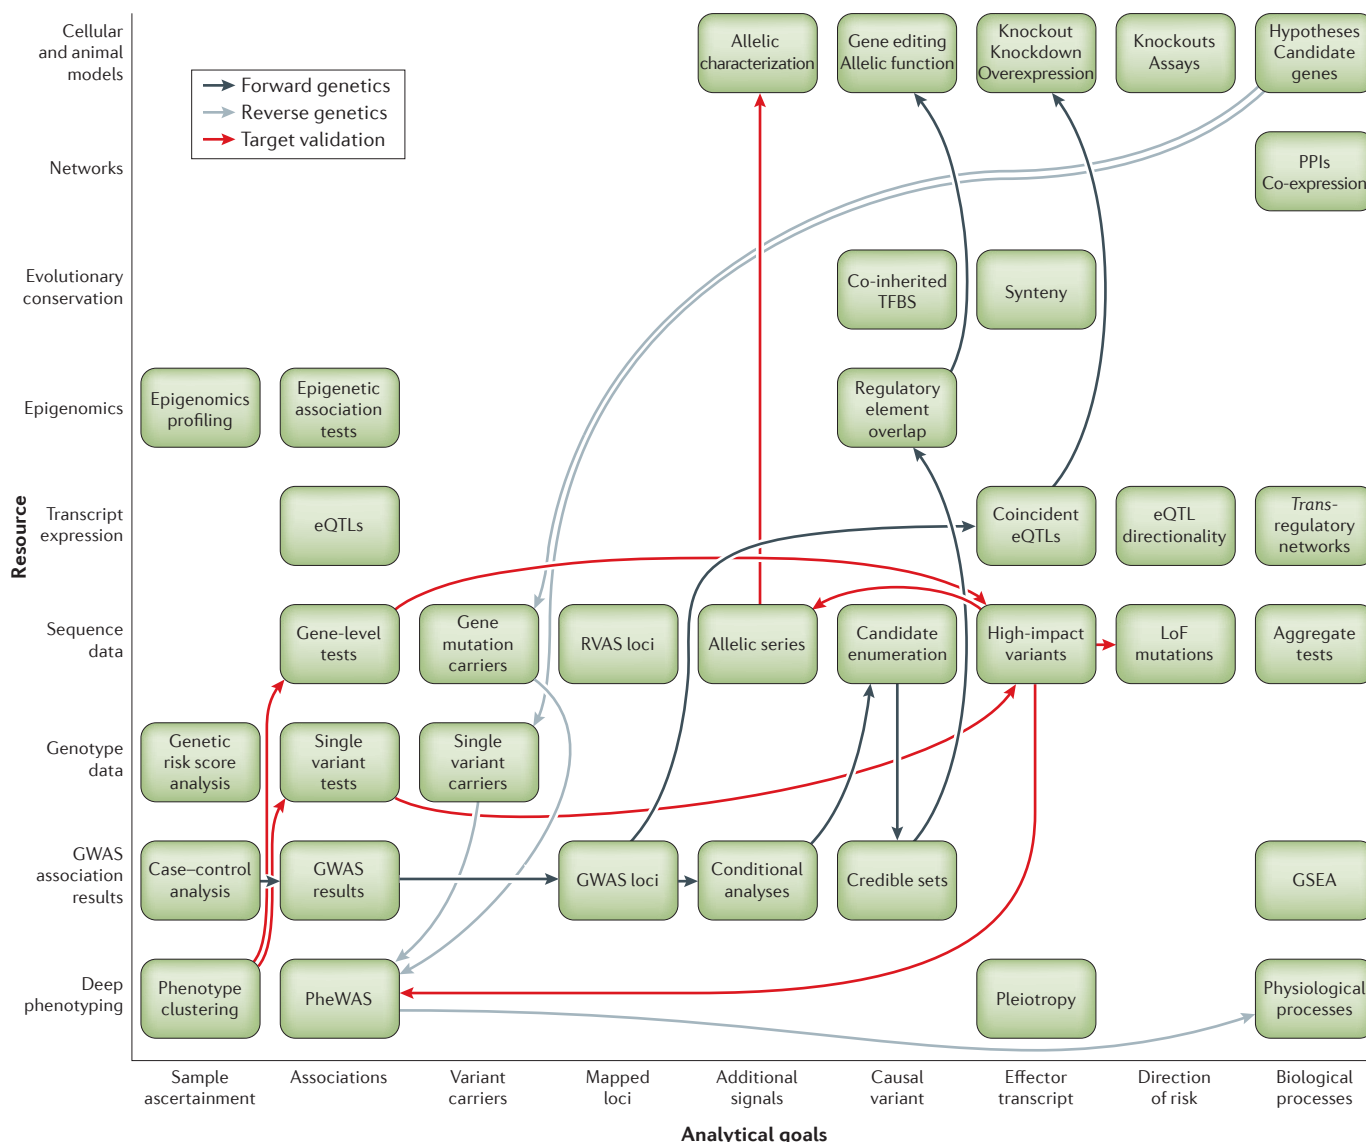 Cellular
and animal
models
Allelic
characterization
Gene editing
Allelic function
Knockout
Knockdown
Overexpression
Knockouts
Assays
Hypotheses
Candidate
genes
Forward genetics
Reverse genetics
Target validation
Networks
PPIs
Co-expression
Evolutionary
conservation
Co-inherited
TFBS
Synteny
Epigenomics
Epigenomics
profiling
Epigenetic
association
tests
Regulatory
element
overlap
Resource
Transcript
expression
eQTLs
Coincident
eQTLs
eQTL
directionality
Trans-
regulatory
networks
Sequence
data
Gene-level
tests
Gene
mutation
carriers
RVAS loci
Allelic series
Candidate
enumeration
High-impact
variants
LoF
mutations
Aggregate
tests
Genotype
data
Genetic
risk score
analysis
Single
variant
tests
Single
variant
carriers
GWAS
association
results
Case–control
analysis
GWAS
results
GWAS loci
Conditional
analyses
Credible sets
GSEA
Deep
phenotyping
Phenotype
clustering
PheWAS
Pleiotropy
Physiological
processes
Sample
ascertainment
Associations
Variant
carriers
Mapped
loci
Additional
signals
Causal
variant
Effector
transcript
Direction
of risk
Biological
processes
Analytical goals